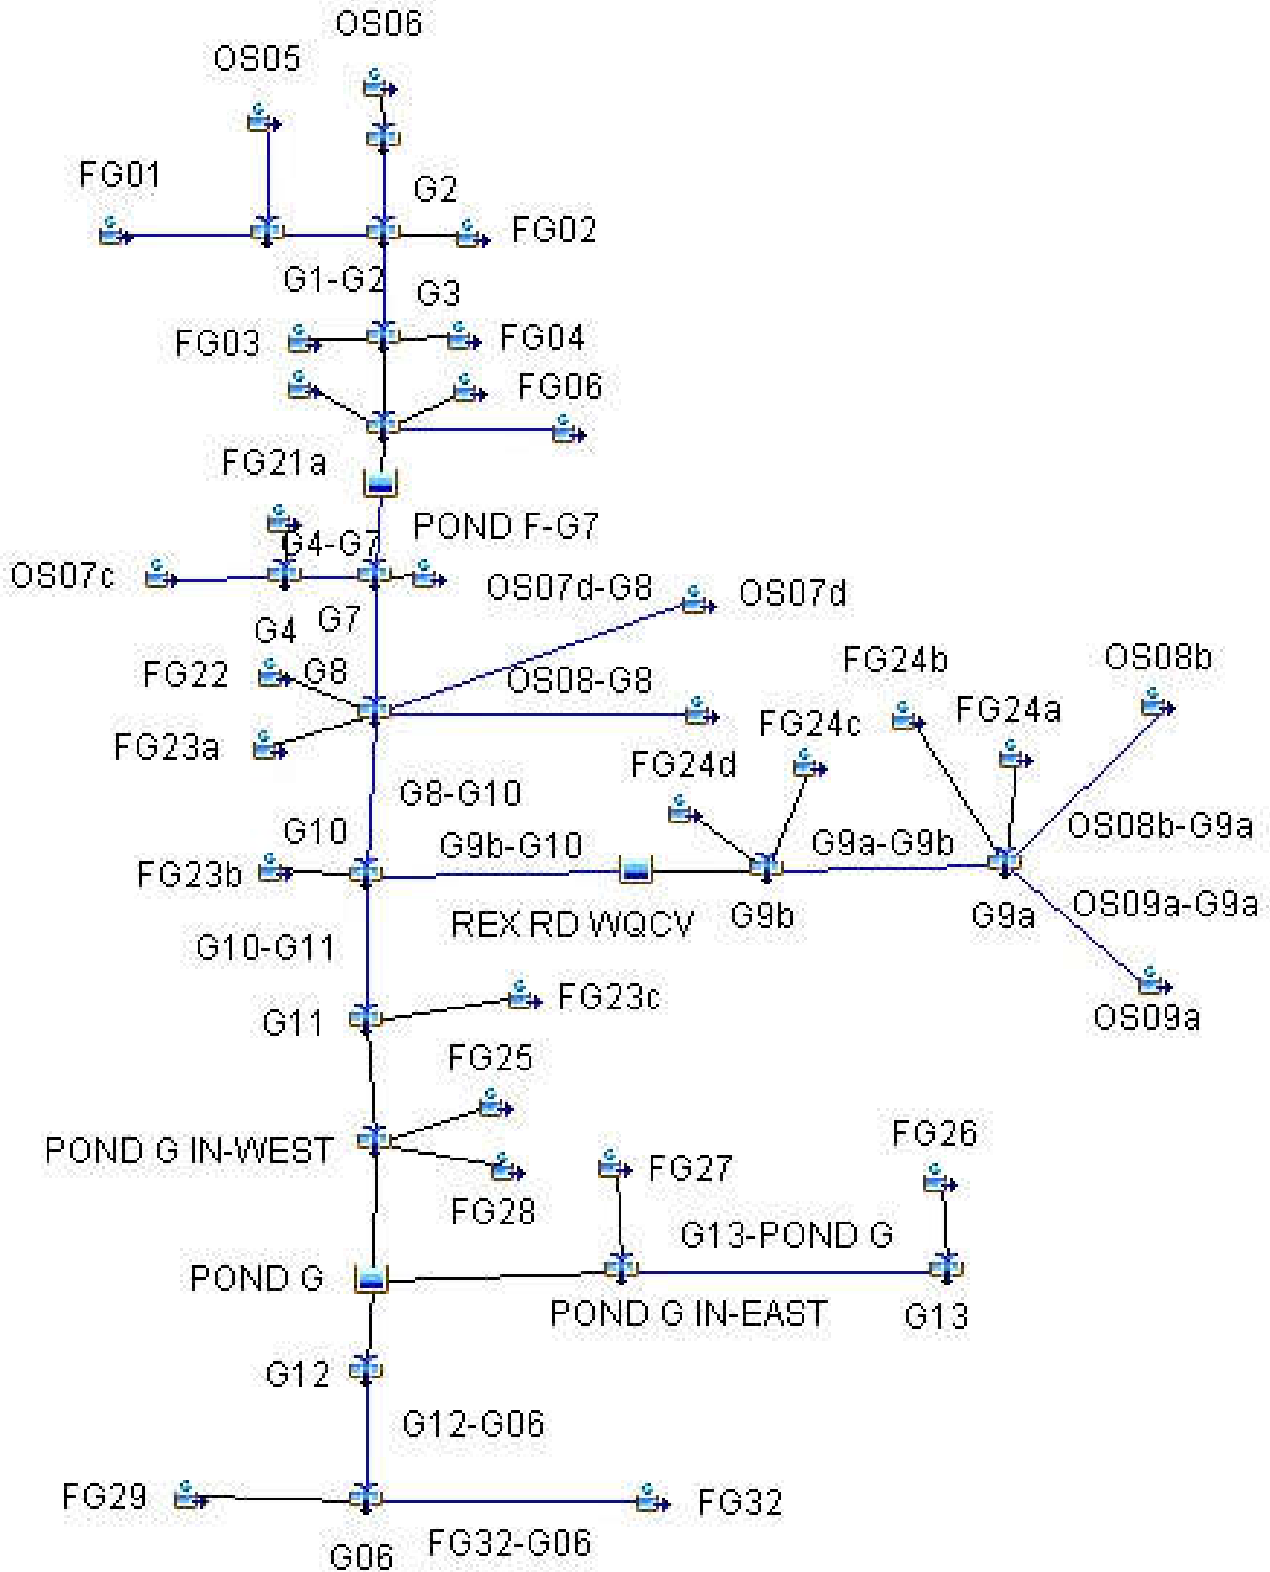 OS06
OS05
FG01
G2
FG02
G1-G2
G3
FG03
FG04
FG06
FG21a
POND F-G7
G4-G7
OS07c
OS07d-G8
OS07d
G4
G7
FG22
G8
OS08-G8
FG24b
OS08b
FG24a
FG24c
FG23a
FG24d
G8-G10
G10
G9b-G10
G9a-G9b
OS08b-G9a
FG23b
REX RD WQCV
G9b
G9a
OS09a-G9a
G10-G11
G11
FG23c
OS09a
FG25
POND G IN-WEST
FG28
FG27
FG26
G13-POND G
POND G
POND G IN-EAST
G13
G12
G12-G06
FG29
FG32
G06
FG32-G06